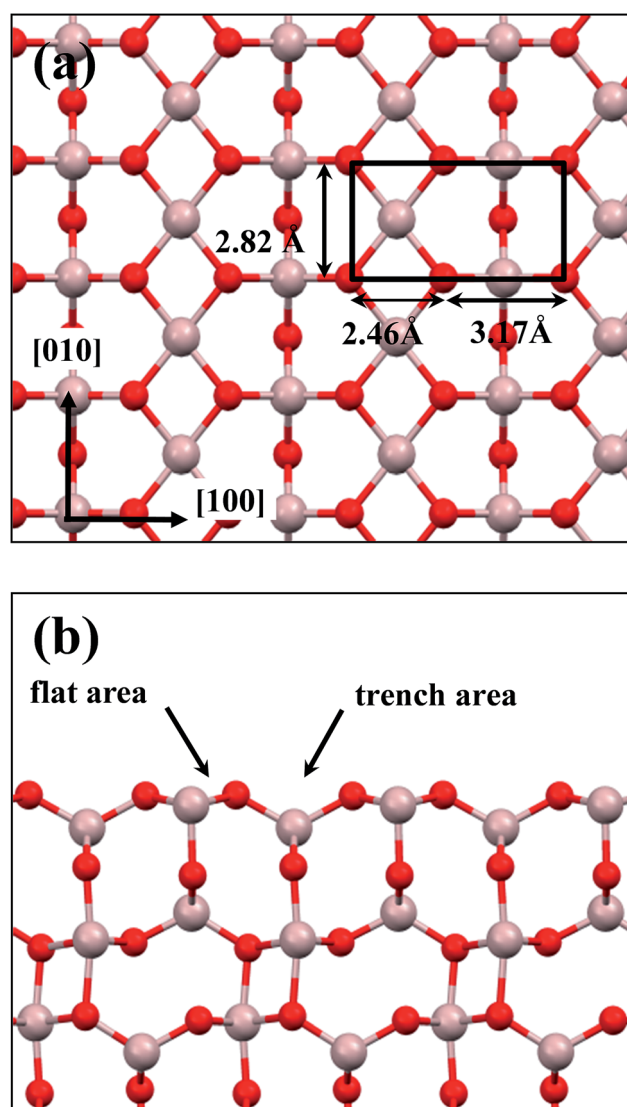 (a)
2.82 Å
2.46Å 3.17Å
[010]
[100]
(b)
flat area trench area